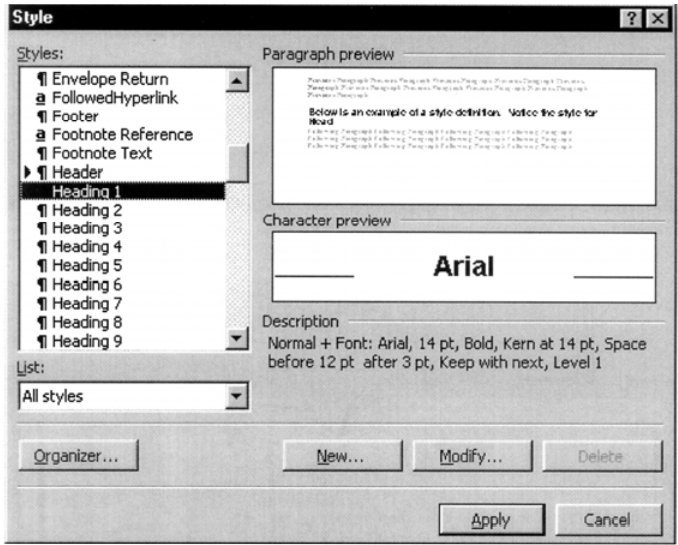 Style
Styles:
¶ Envelope Return
a FollowedHyperlink
¶ Footer
a Footnote Reference
¶ Footnote Text
¶ Header
Heading 1
¶ Heading 2
¶ Heading 3
¶ Heading 4
¶ Heading 5
¶ Heading 6
¶ Heading 7
¶ Heading 8
¶ Heading 9
List:
All styles
Paragraph preview
Previous Paragraph Previous Paragraph Previous Paragraph Previous Paragraph Previous
Paragraph Previous Paragraph Previous Paragraph Previous Paragraph Previous Paragraph
Previous Paragraph
Below is an example of a style definition. Notice the style for
Head
Following Paragraph Following Paragraph Following Paragraph Following Paragraph
Following Paragraph Following Paragraph Following Paragraph Following Paragraph
Following Paragraph Following Paragraph Following Paragraph Following Paragraph
Character preview
Arial
Description
Normal + Font: Arial, 14 pt, Bold, Kern at 14 pt, Space
before 12 pt after 3 pt, Keep with next, Level 1
Organizer...
New...
Modify...
Delete
Apply
Cancel